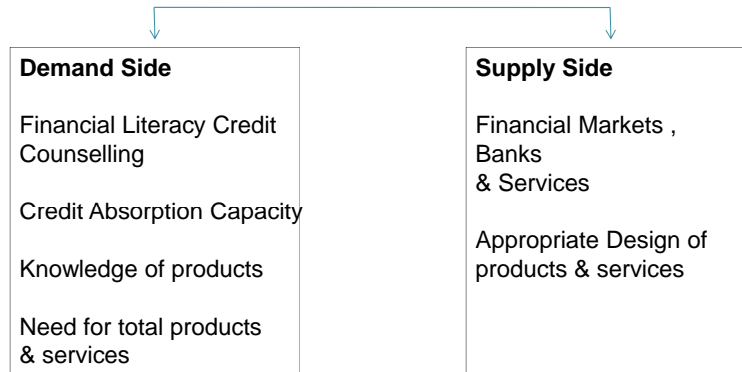 Demand Side
Financial Literacy Credit
Counselling
Credit Absorption Capacity
Knowledge of products
Need for total products
& services
Supply Side
Financial Markets ,
Banks
& Services
Appropriate Design of
products & services